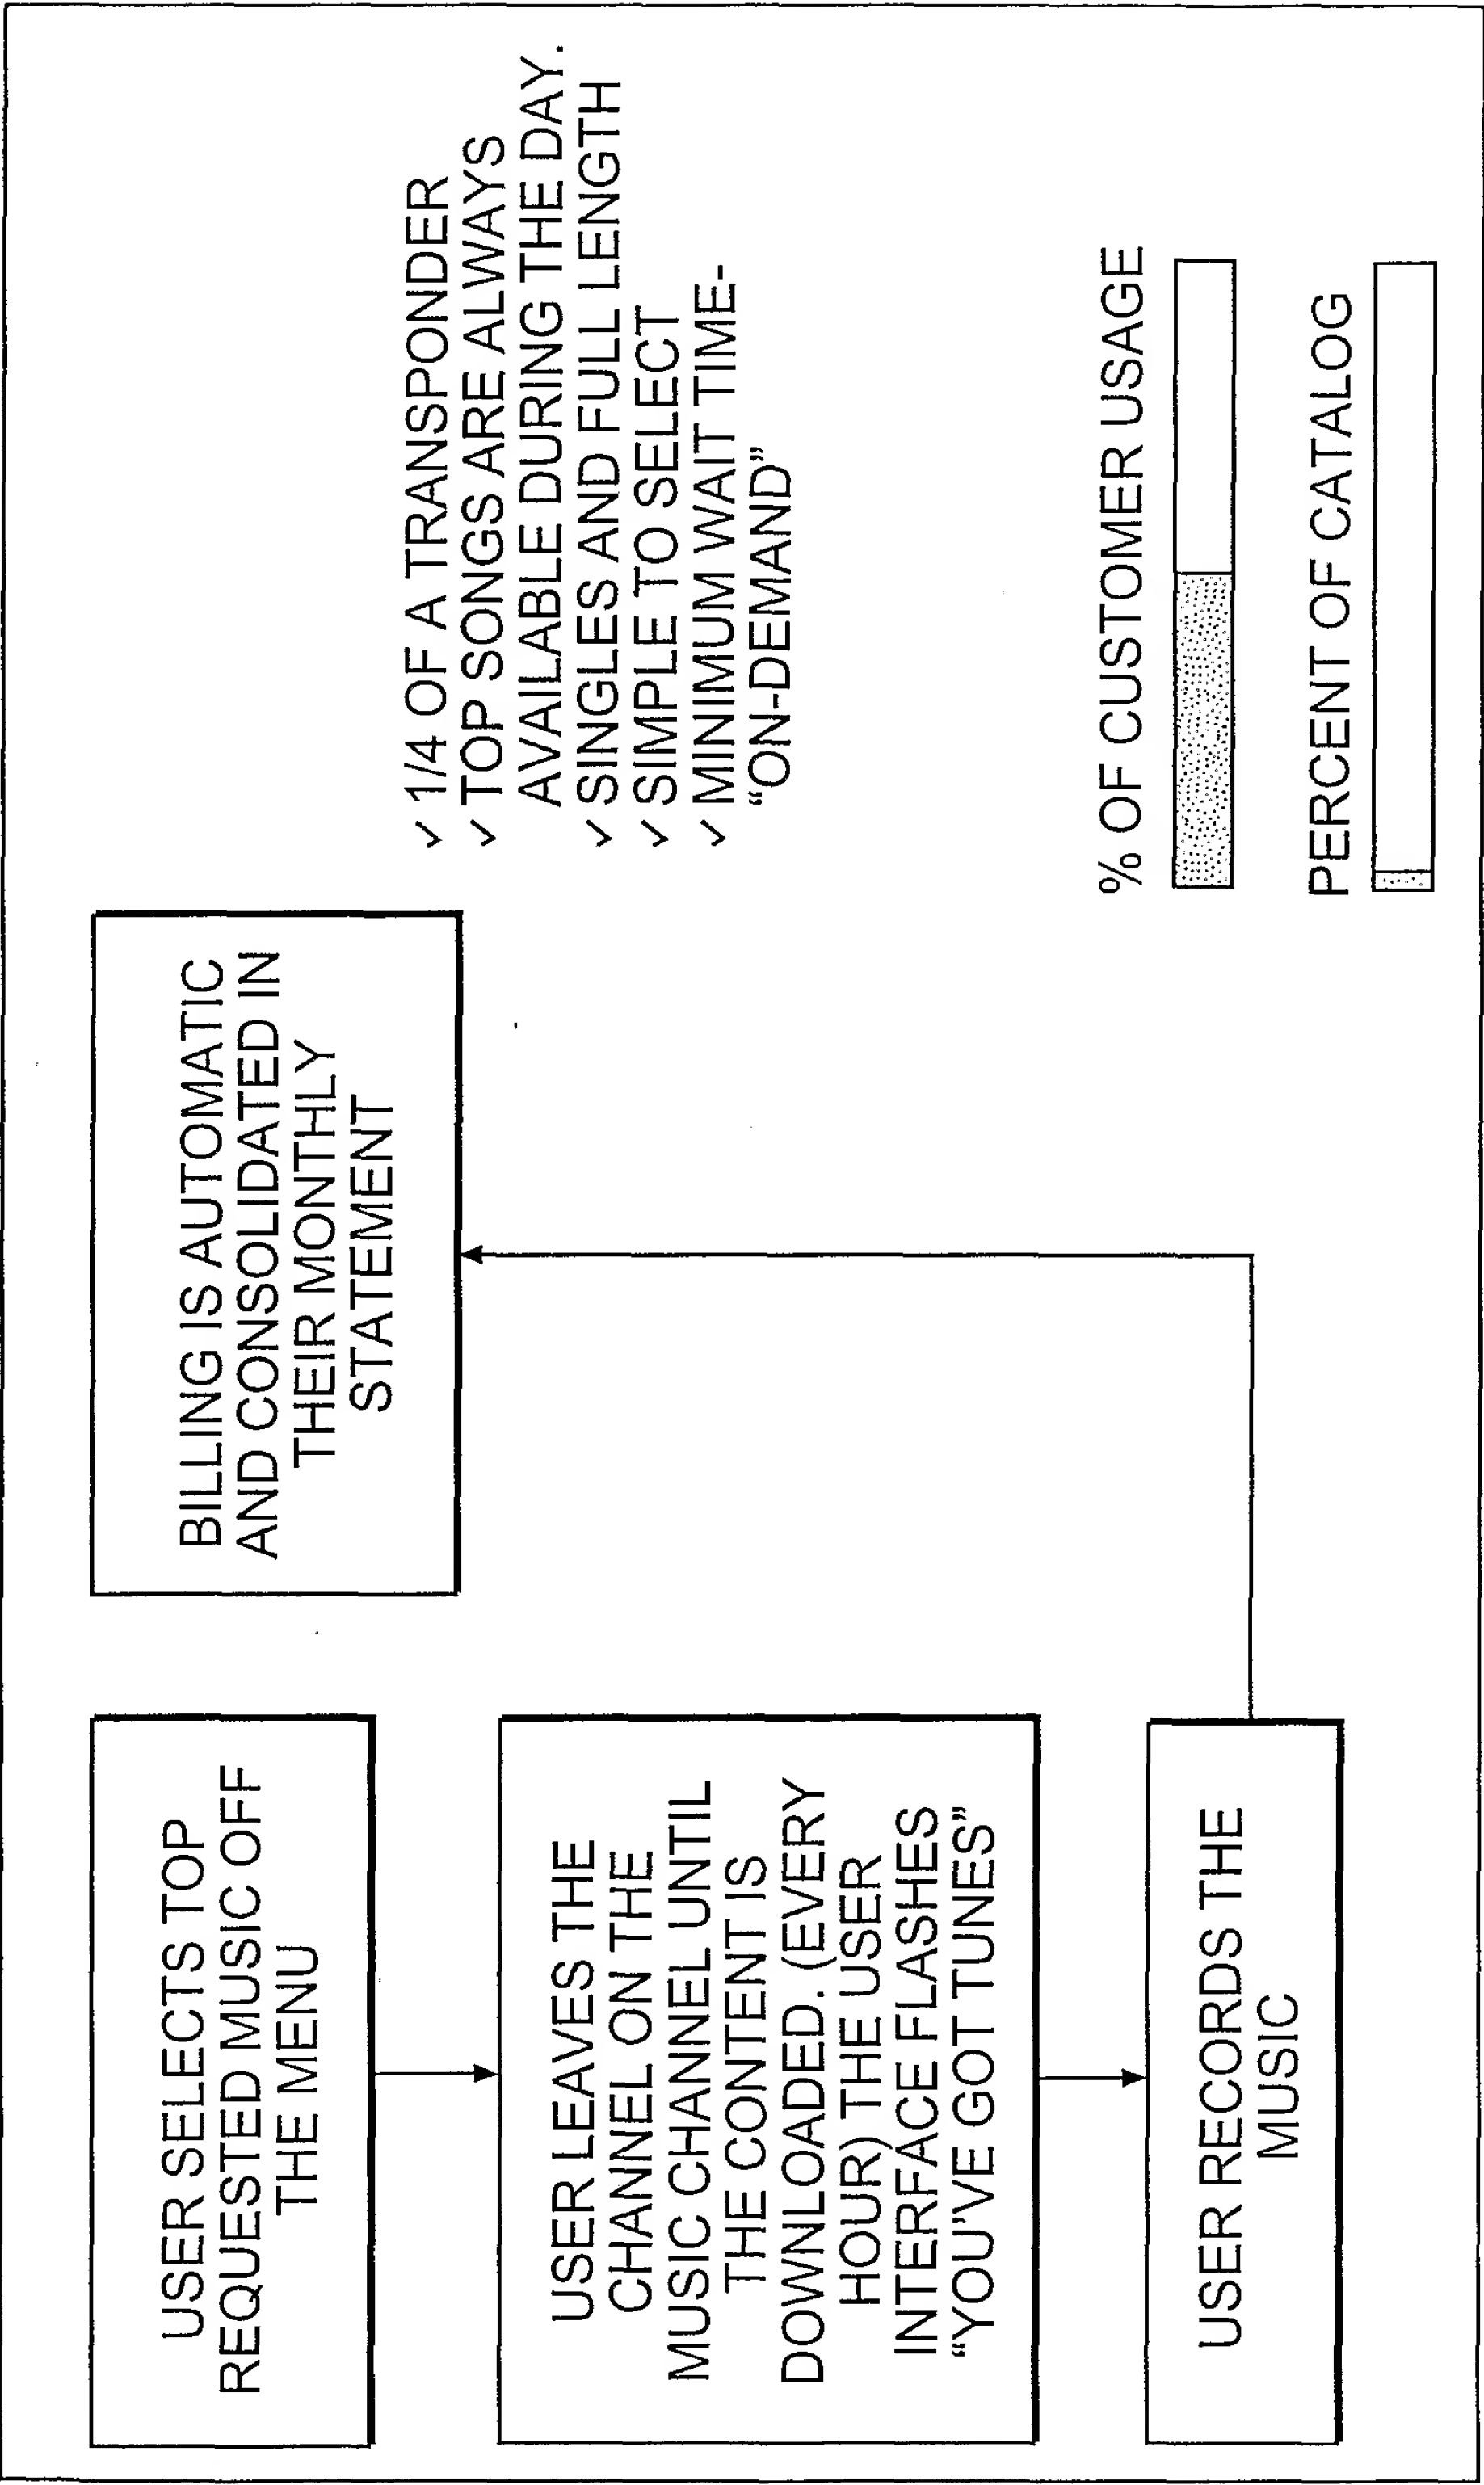 USER SELECTS TOP
REQUESTED MUSIC OFF
THE MENU
USER LEAVES THE
CHANNEL ON THE
MUSIC CHANNEL UNTIL
THE CONTENT IS
DOWNLOADED. (EVERY
HOUR) THE USER
INTERFACE FLASHES
“YOU'VE GOT TUNES”
USER RECORDS THE
MUSIC
BILLING IS AUTOMATIC
AND CONSOLIDATED IN
THEIR MONTHLY
STATEMENT
✓ 1/4 OF A TRANSPONDER
✓ TOP SONGS ARE ALWAYS
AVAILABLE DURING THE DAY.
✓ SINGLES AND FULL LENGTH
✓ SIMPLE TO SELECT
✓ MINIMUM WAIT TIME-
“ON-DEMAND”
% OF CUSTOMER USAGE
PERCENT OF CATALOG